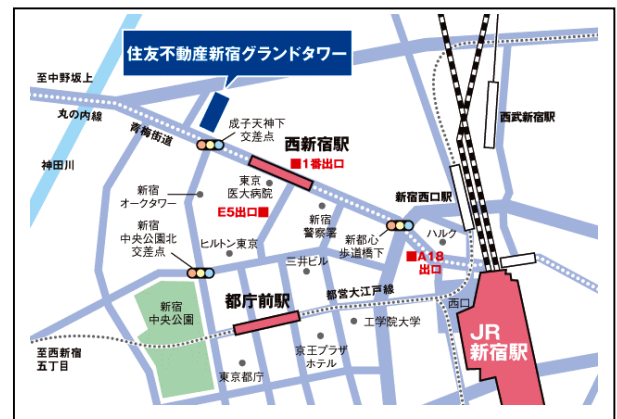 住友不動産新宿グランドタワー
至中野坂上
丸の内線
青梅街道
成子天神下
交差点
西新宿駅
■1番出口
西武新宿駅
神田川
東京
医大病院
新宿
オークタワー
E5出口■
新宿西口駅
新宿
警察署
新宿
中央公園北
交差点
ヒルトン東京
新都心
歩道橋下
ハルク
三井ビル
■A18
出口
都営大江戸線
新宿
中央公園
都庁前駅
西口
工学院大学
JR
新宿駅
至西新宿
五丁目
京王プラザ
ホテル
東京都庁